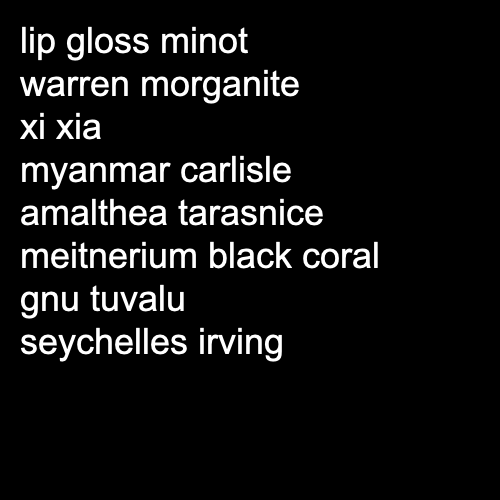 lip gloss minot
warren morganite
xi xia
myanmar carlisle
amalthea tarasnice
meitnerium black coral
gnu tuvalu
seychelles irving